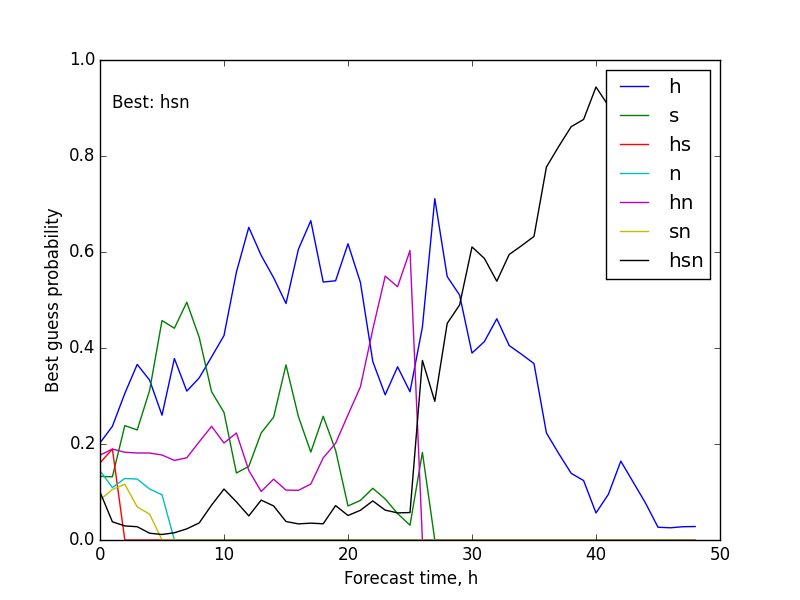 1.0
Best: hsn
h
s
0.8
hs
n
hn
0.6
sn
hsn
Best guess probability
0.4
0.2
0.0
0 10 20 30 40 50
Forecast time, h